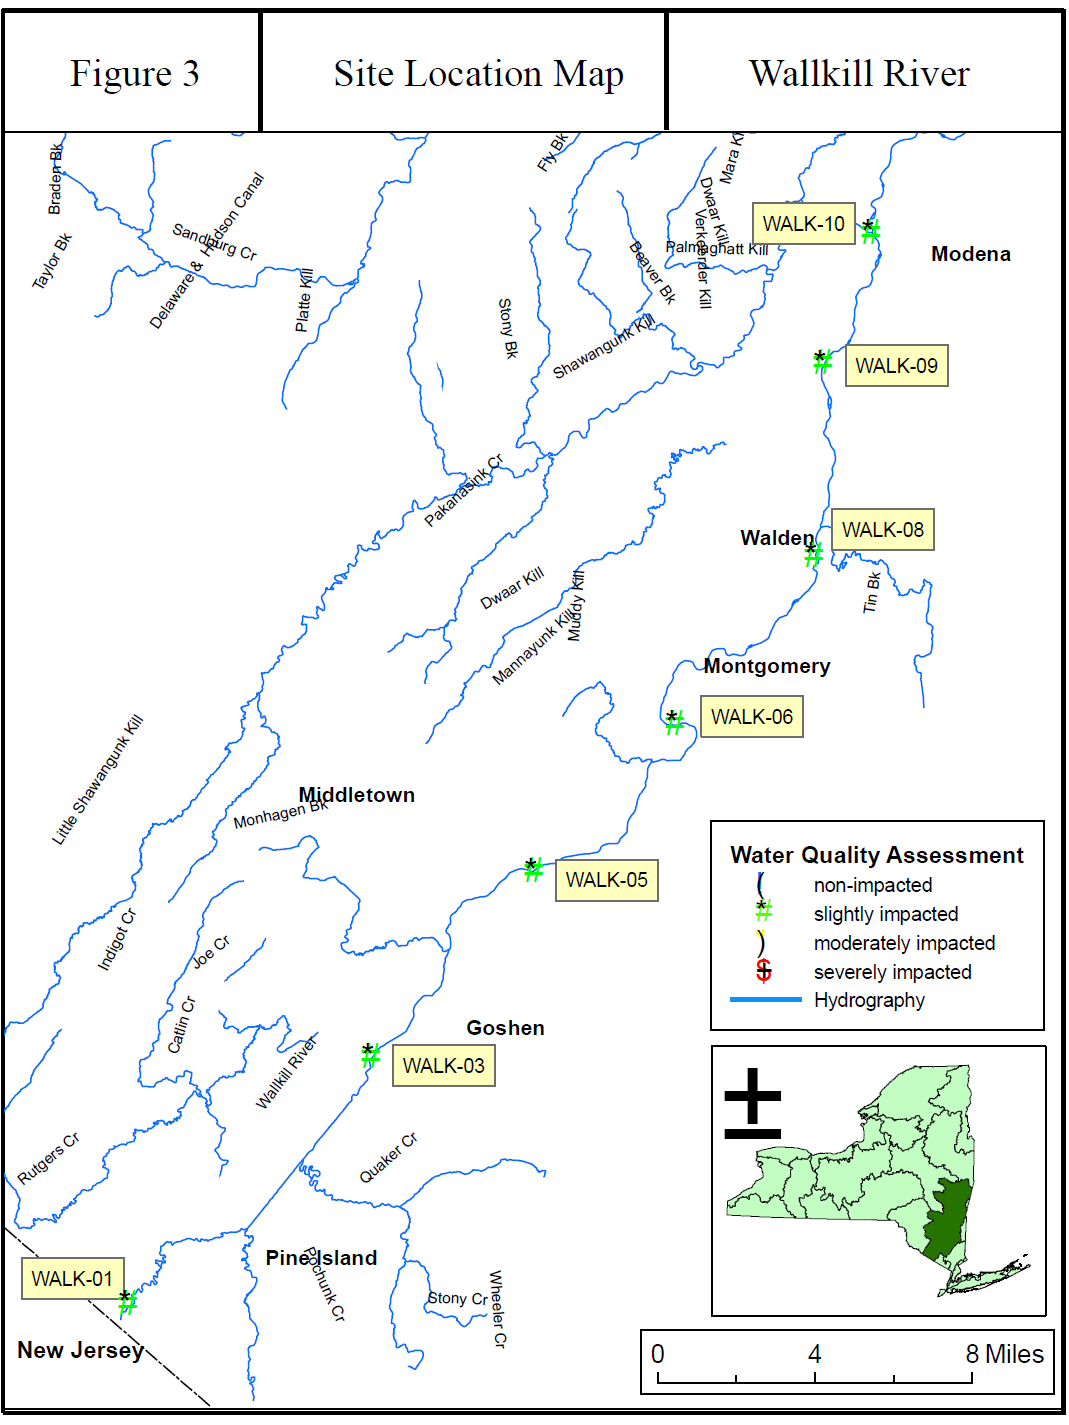 Figure 3
Site Location Map
Wallkill River
Braden Bk
Taylor Bk
Sandburg Cr
Delaware & Hudson Canal
Platte Kill
Fly Bk
Stony Bk
Beaver Bk
Shawangunk Kill
Dwaar Kill
Verkeerder Kill
Mara Ki
Palmaghatt Kill
WALK-10
Modena
WALK-09
Pakanasink Cr
Walden
WALK-08
Tin Bk
Dwaar Kill
Muddy Kill
Mannayunk Kill
Montgomery
WALK-06
Little Shawangunk Kill
Middletown
Monhagen Bk
WALK-05
Indigot Cr
Joe Cr
Catlin Cr
Wallkill River
Goshen
WALK-03
Rutgers Cr
Quaker Cr
Pine Island
Pochunk Cr
Stony Cr
Wheeler Cr
WALK-01
New Jersey
Water Quality Assessment
( non-impacted
*# slightly impacted
) moderately impacted
$+ severely impacted
Hydrography
±
0 4 8 Miles